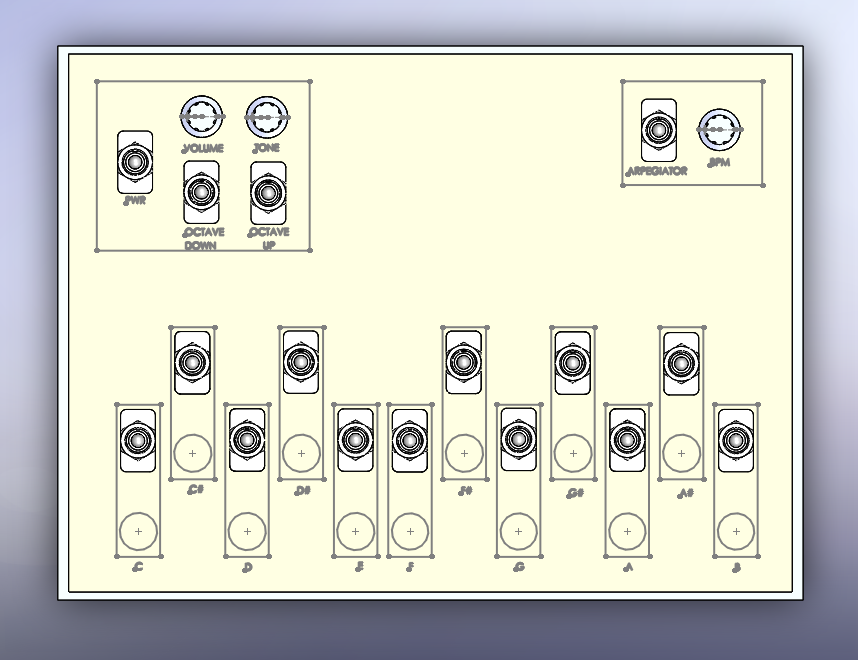 VOLUME
TONE
ARPEGIATOR
BPM
PWR
OCTAVE
DOWN
OCTAVE
UP
C#
D#
F#
G#
A#
C
D
E
F
G
A
B